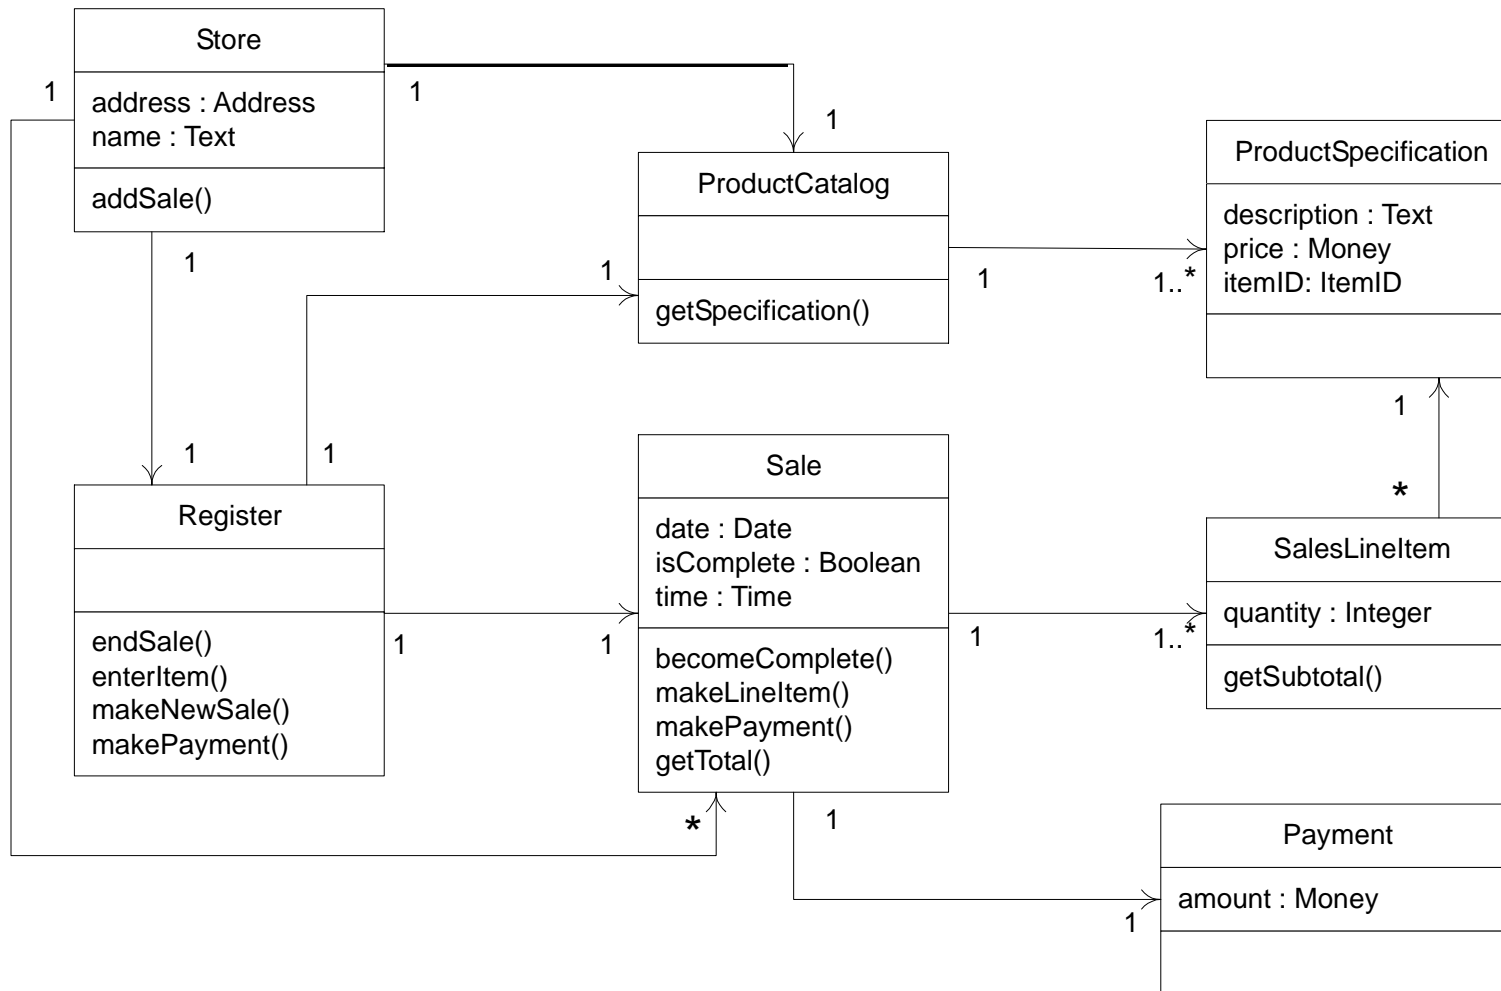 Store
address : Address
name : Text
addSale()
1
1
1
1
ProductCatalog
getSpecification()
1
1
1..*
ProductSpecification
description : Text
price : Money
itemID: ItemID
1
1
1
1
*
Register
endSale()
enterItem()
makeNewSale()
makePayment()
1
1
Sale
date : Date
isComplete : Boolean
time : Time
becomeComplete()
makeLineItem()
makePayment()
getTotal()
1
1..*
SalesLineItem
quantity : Integer
getSubtotal()
*
1
1
Payment
amount : Money